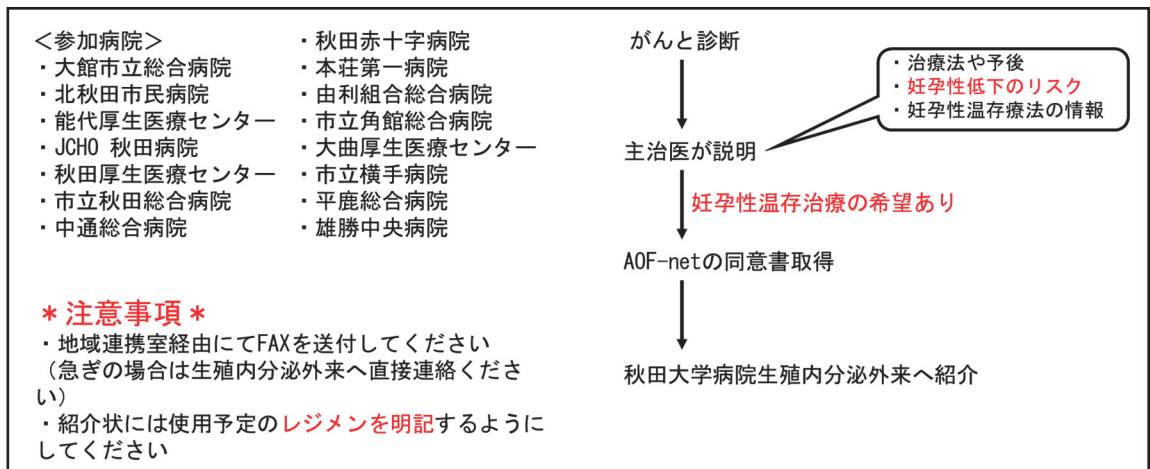 ＜参加病院＞
・大館市立総合病院
・北秋田市民病院
・能代厚生医療センター
・JCHO 秋田病院
・秋田厚生医療センター
・市立秋田総合病院
・中通総合病院
・秋田赤十字病院
・本荘第一病院
・由利組合総合病院
・市立角館総合病院
・大曲厚生医療センター
・市立横手病院
・平鹿総合病院
・雄勝中央病院
＊注意事項＊
・地域連携室経由にてFAXを送付してください
（急ぎの場合は生殖内分泌外来へ直接連絡くださ
い）
・紹介状には使用予定のレジメンを明記するように
してください
がんと診断
・治療法や予後
・妊孕性低下のリスク
・妊孕性温存療法の情報
主治医が説明
妊孕性温存治療の希望あり
AOF-netの同意書取得
秋田大学病院生殖内分泌外来へ紹介